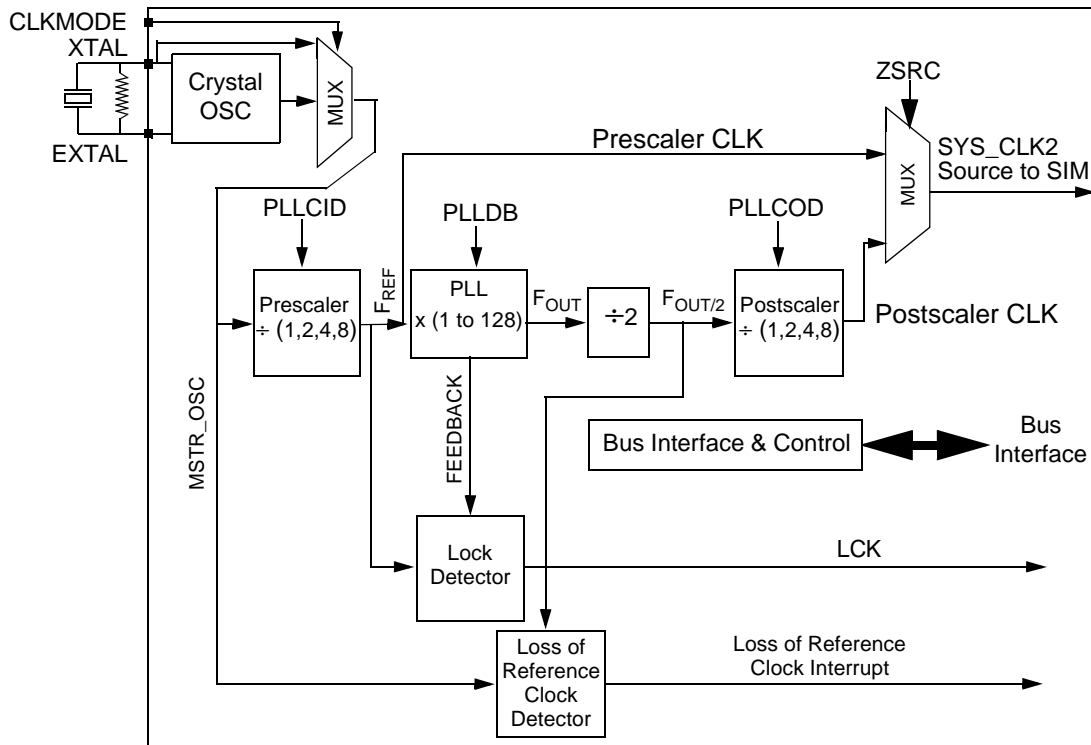 CLKMODE
XTAL
Crystal
OSC
EXTAL
MUX
ZSRC
Prescaler CLK
MUX
SYS_CLK2
Source to SIM
PLLCID
PLLDB
PLLCOD
Prescaler
÷ (1,2,4,8)
FREF
PLL
x (1 to 128)
FOUT
÷2
FOUT/2
Postscaler
÷ (1,2,4,8)
Postscaler CLK
MSTR_OSC
FEEDBACK
Bus Interface & Control
Bus
Interface
Lock
Detector
LCK
Loss of
Reference
Clock
Detector
Loss of Reference
Clock Interrupt